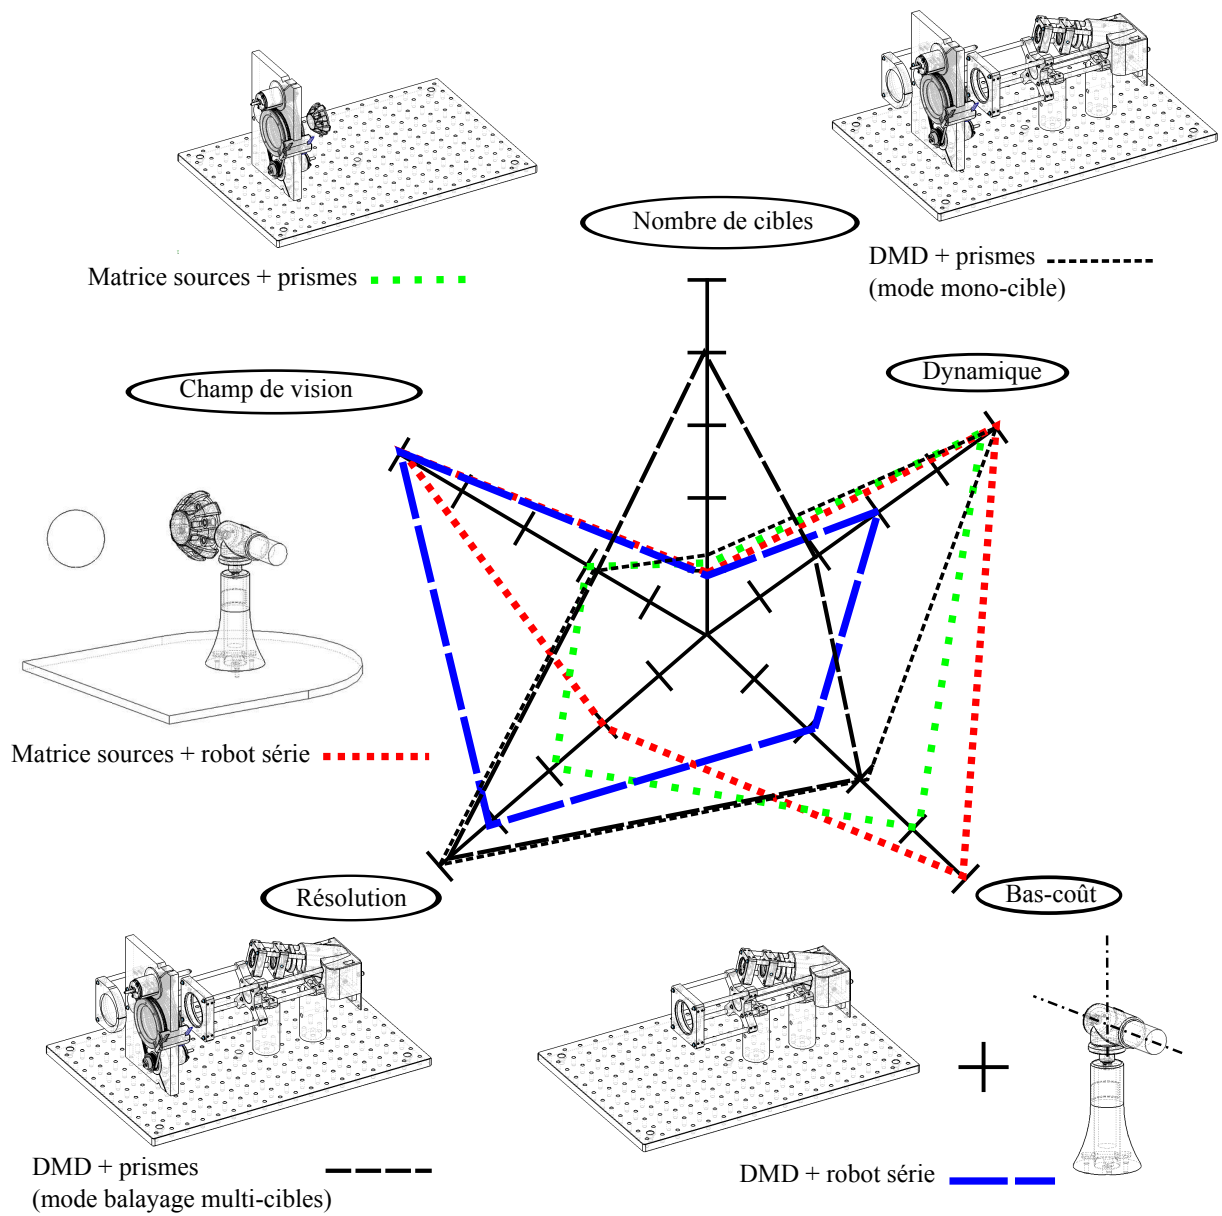 Nombre de cibles
DMD + prismes
(mode mono-cible)
Matrice sources + prismes
Champ de vision
Dynamique
Matrice sources + robot série
Résolution
Bas-coût
DMD + prismes
(mode balayage multi-cibles)
DMD + robot série